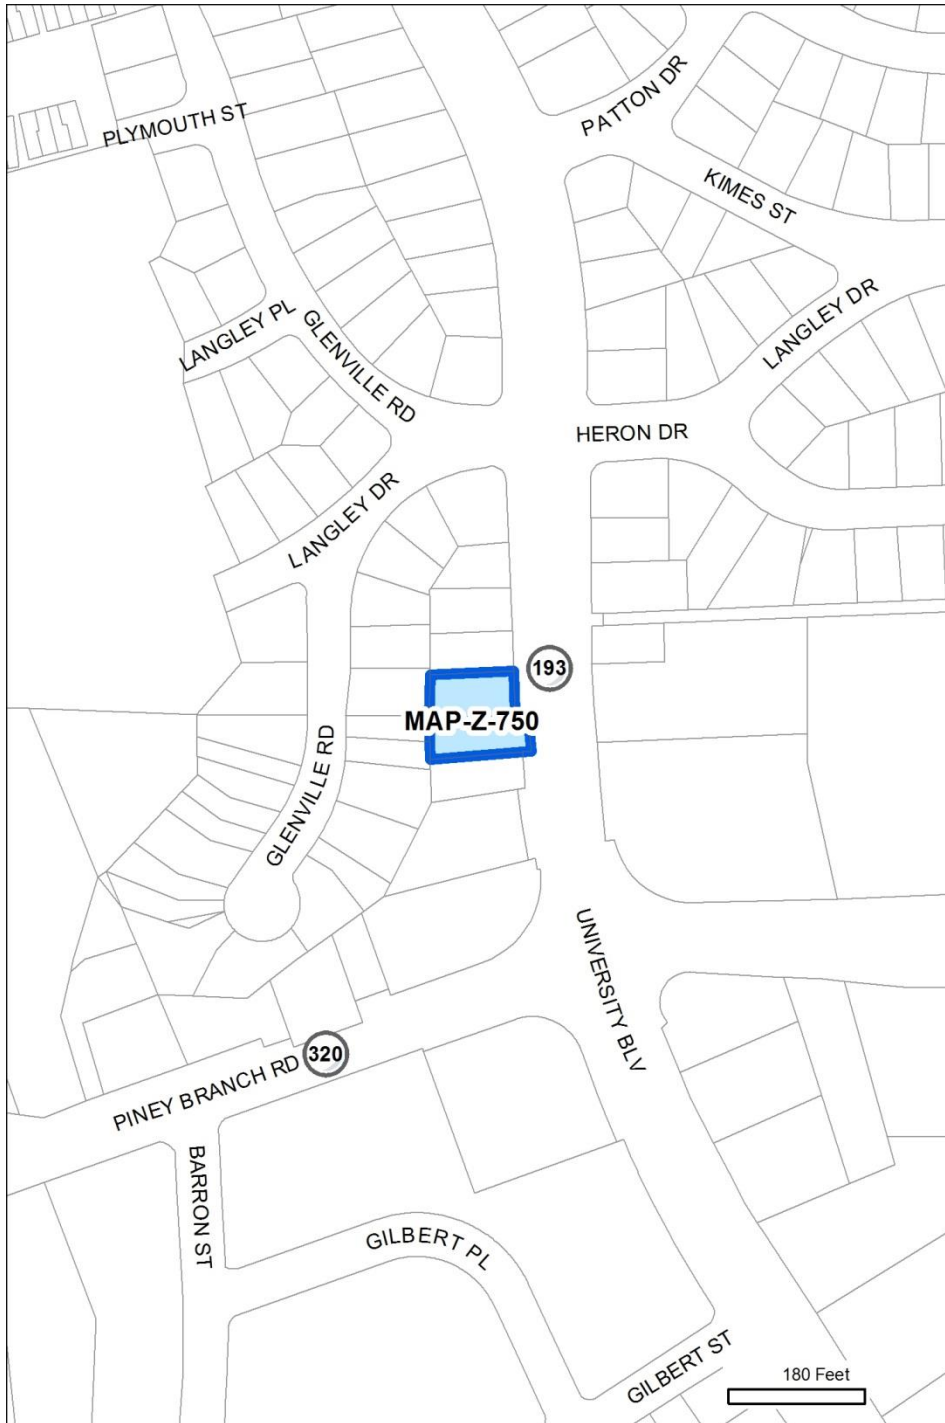 PATTON DR
PLYMOUTH ST
KIMES ST
LANGLEY PL
GLENVILLE RD
LANGLEY DR
HERON DR
LANGLEY DR
193
MAP-Z-750
GLENVILLE RD
UNIVERSITY BLV
320
PINEY BRANCH RD
BARRON ST
GILBERT PL
GILBERT ST
180 Feet